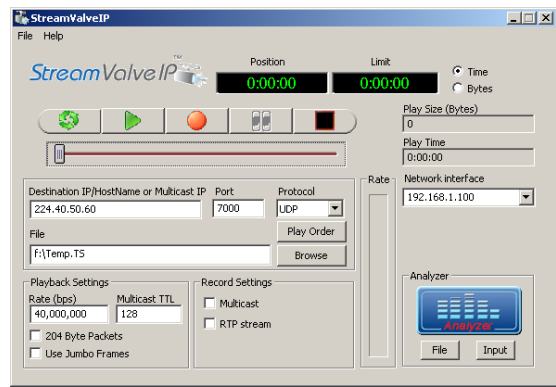 StreamValveIP
File Help
StreamValveIP™
Position
Limit
0:00:00
0:00:00
Time
Bytes
Play Size (Bytes)
0
Play Time
0:00:00
Destination IP/HostName or Multicast IP Port Protocol
224.40.50.60 7000 UDP
File
Play Order
f:\Temp.TS
Browse
Rate
Network interface
192.168.1.100
Playback Settings
Rate (bps) Multicast TTL
40,000,000 128
204 Byte Packets
Use Jumbo Frames
Record Settings
Multicast
RTP stream
Analyzer
Analyzer
File Input